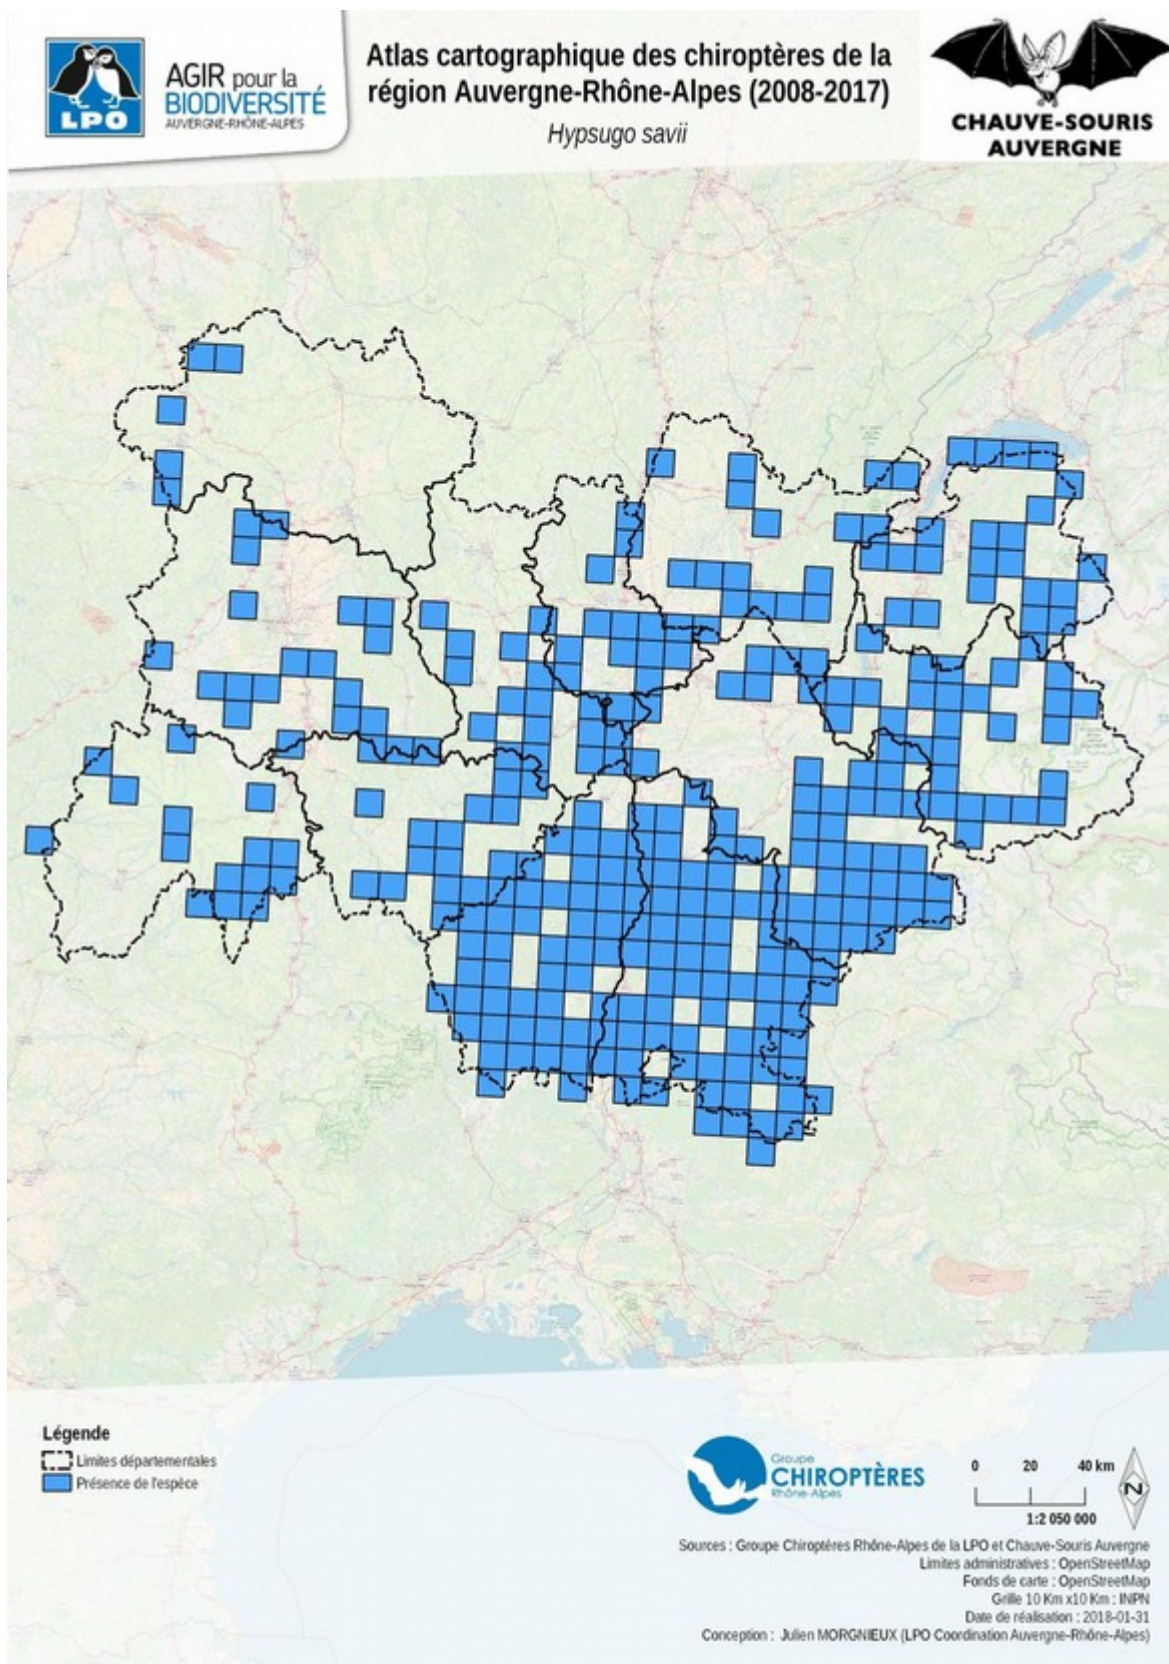 LPO
AGIR pour la
BIODIVERSITÉ
AUVERGNE-RHÔNE-ALPES
Atlas cartographique des chiroptères de la
région Auvergne-Rhône-Alpes (2008-2017)
Hypsugo savii
CHAUVE-SOURIS
AUVERGNE
Légende
Limites départementales
Présence de l'espèce
Groupe
CHIROPTÈRES
Rhône-Alpes
0 20 40 km
1:2 050 000
N
Sources : Groupe Chiroptères Rhône-Alpes de la LPO et Chauve-Souris Auvergne
Limites administratives : OpenStreetMap
Fonds de carte : OpenStreetMap
Grille 10 Km x10 Km : INPN
Date de réalisation : 2018-01-31
Conception : Julien MORGNIEUX (LPO Coordination Auvergne-Rhône-Alpes)